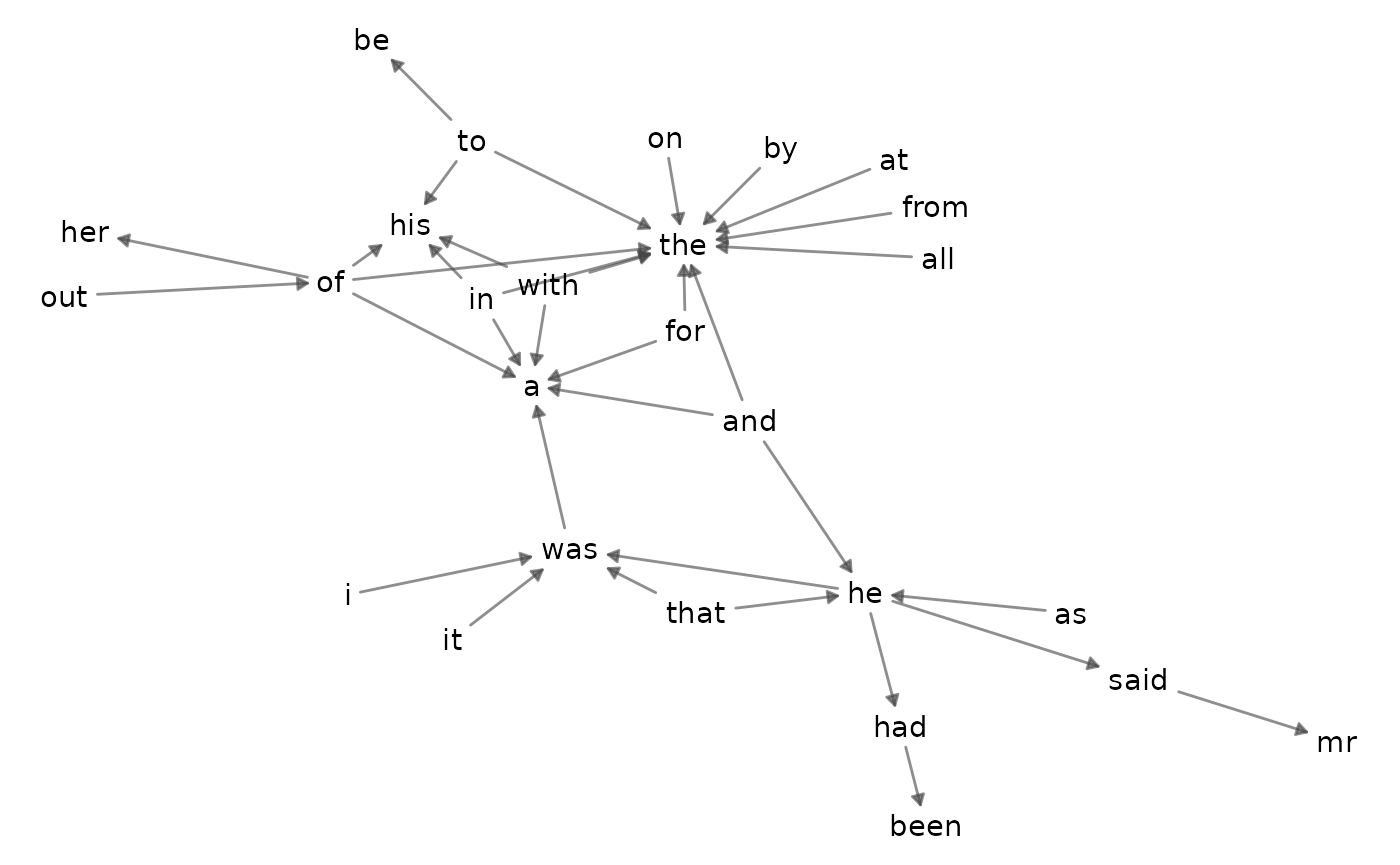 be
to
on
by
at
from
his
her
the
all
of
with
out
in
for
a
and
was
i
he
that
as
it
said
had
mr
been